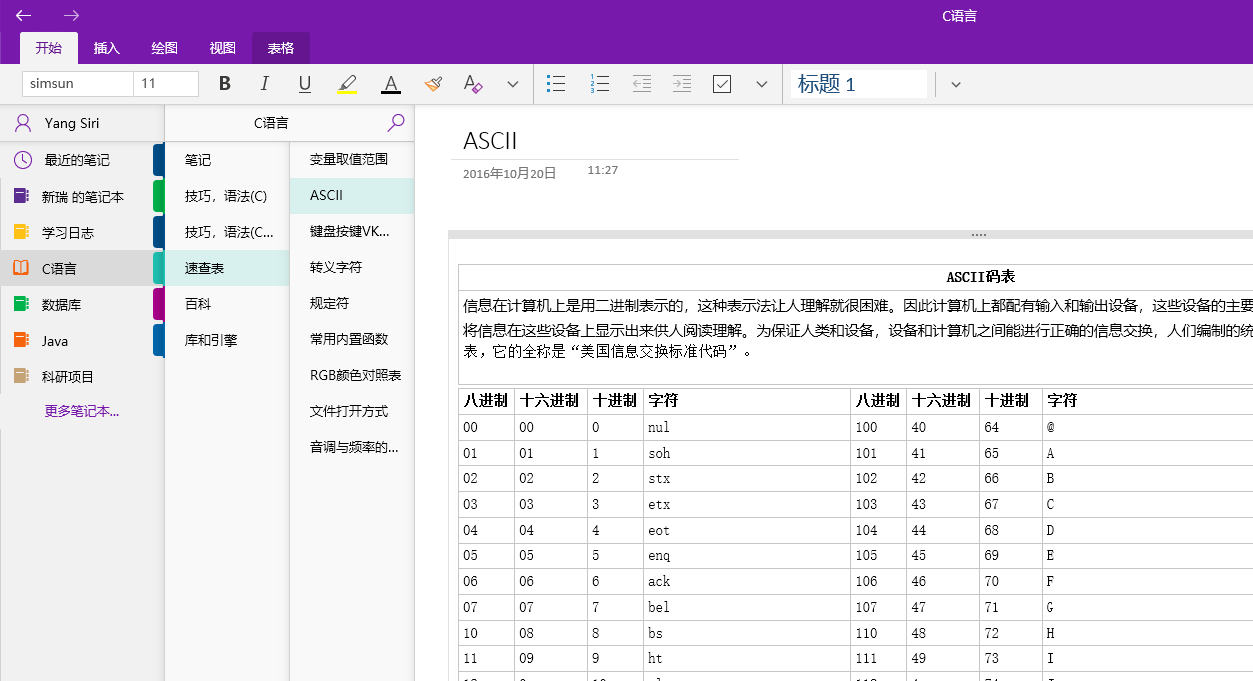 C语言
开始 插入 绘图 视图 表格
simsun 11 B I U A A 标题 1
Yang Siri
最近的笔记
新瑞 的笔记本
学习日志
C语言
数据库
Java
科研项目
更多笔记本...
C语言
笔记
技巧，语法(C)
技巧，语法(C...
速查表
百科
库和引擎
变量取值范围
ASCII
键盘按键VK...
转义字符
规定符
常用内置函数
RGB颜色对照表
文件打开方式
音调与频率的...
ASCII
2016年10月20日 11:27
ASCII码表
信息在计算机上是用二进制表示的，这种表示法让人理解就很困难。因此计算机上都配有输入和输出设备，这些设备的主要
将信息在这些设备上显示出来供人阅读理解。为保证人类和设备，设备和计算机之间能进行正确的信息交换，人们编制的统
表，它的全称是“美国信息交换标准代码”。
八进制 十六进制 十进制 字符 八进制 十六进制 十进制 字符
00 00 0 nul 100 40 64 @
01 01 1 soh 101 41 65 A
02 02 2 stx 102 42 66 B
03 03 3 etx 103 43 67 C
04 04 4 eot 104 44 68 D
05 05 5 enq 105 45 69 E
06 06 6 ack 106 46 70 F
07 07 7 bel 107 47 71 G
10 08 8 bs 110 48 72 H
11 09 9 ht 111 49 73 I